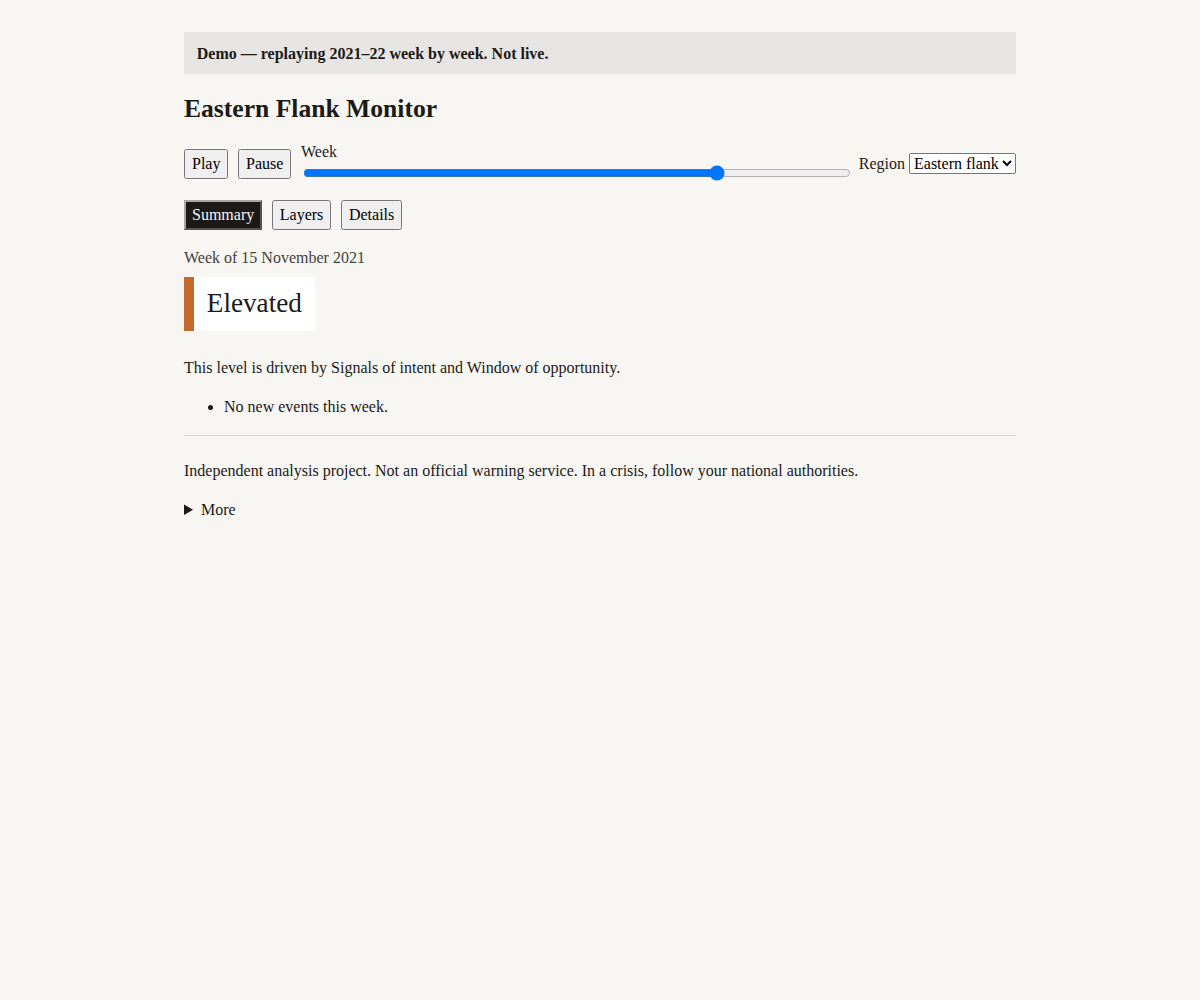 Demo — replaying 2021–22 week by week. Not live.
Eastern Flank Monitor
Play Pause Week Region Eastern flank
Summary Layers Details
Week of 15 November 2021
Elevated
This level is driven by Signals of intent and Window of opportunity.
• No new events this week.
Independent analysis project. Not an official warning service. In a crisis, follow your national authorities.
More